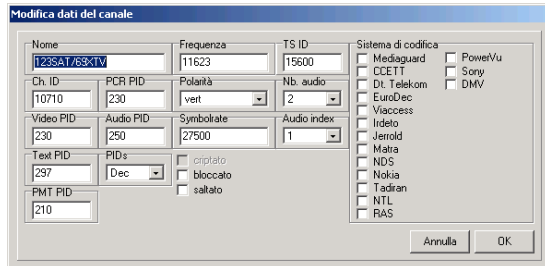 Modifica dati del canale
Nome
123SAT/69XTV
Frequenza
11623
TS ID
15600
Ch. ID
10710
PCR PID
230
Polarità
vert
Nb. audio
2
Video PID
230
Audio PID
250
Symbolrate
27500
Audio index
1
Text PID
297
PIDs
Dec
criptato
bloccato
saltato
PMT PID
210
Sistema di codifica
Mediaguard
CCETT
Dt. Telekom
EuroDec
Viaccess
Irdeto
Jerrold
Matra
NDS
Nokia
Tadiran
NTL
RAS
PowerVu
Sony
DMV
Annulla
OK